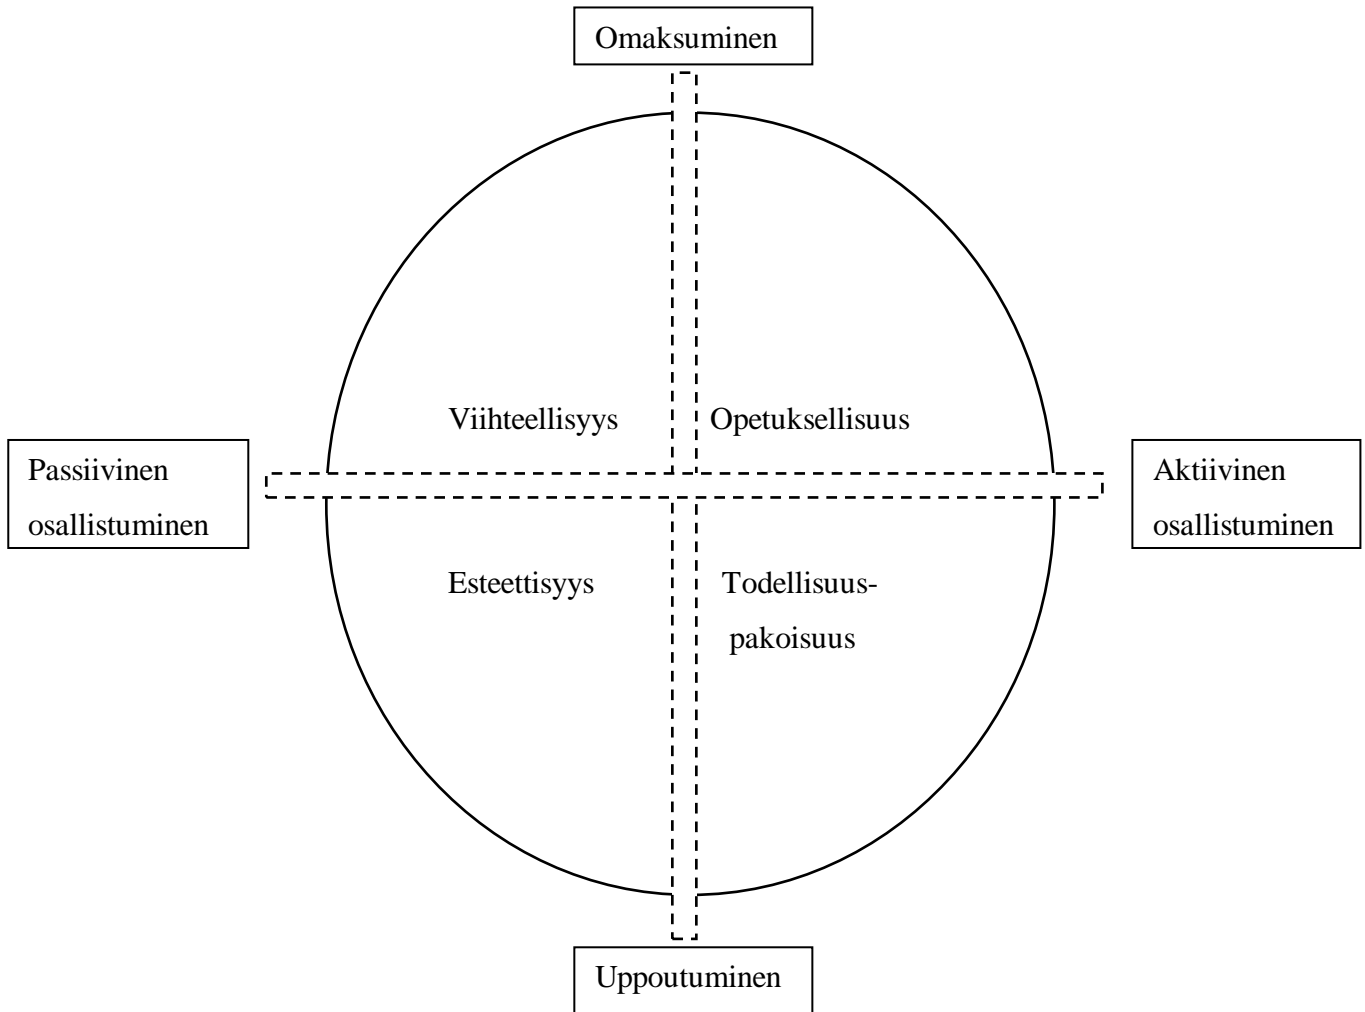 Omaksuminen
Viihteellisyys
Opetuksellisuus
Passiivinen
osallistuminen
Aktiivinen
osallistuminen
Esteettisyys
Todellisuus-
pakoisuus
Uppoutuminen